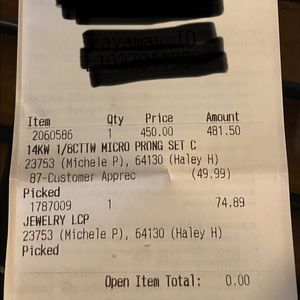 Layaway ID
Item Qty Price Amount
2060586 1 450.00 481.50
14KW 1/8CTTW MICRO PRONG SET C
23753 (Michele P), 64130 (Haley H)
87-Customer Apprec (49.99)
Picked
1787009 1 74.89
JEWELRY LCP
23753 (Michele P), 64130 (Haley H)
Picked
Open Item Total: 0.00